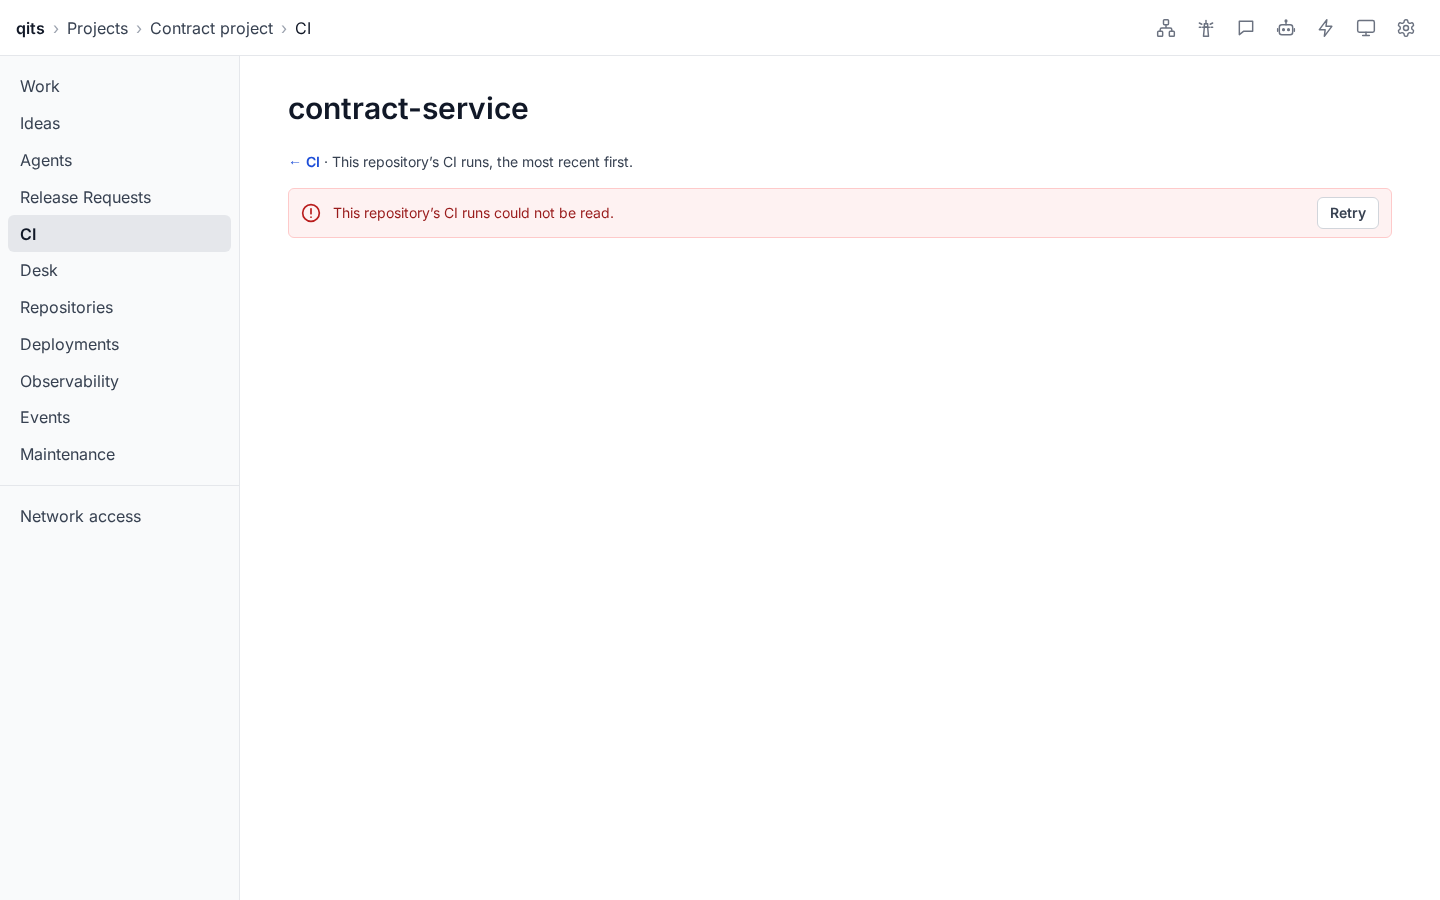 qits › Projects › Contract project › CI
Work
Ideas
Agents
Release Requests
CI
Desk
Repositories
Deployments
Observability
Events
Maintenance
Network access
contract-service
← CI · This repository’s CI runs, the most recent first.
This repository’s CI runs could not be read.
Retry